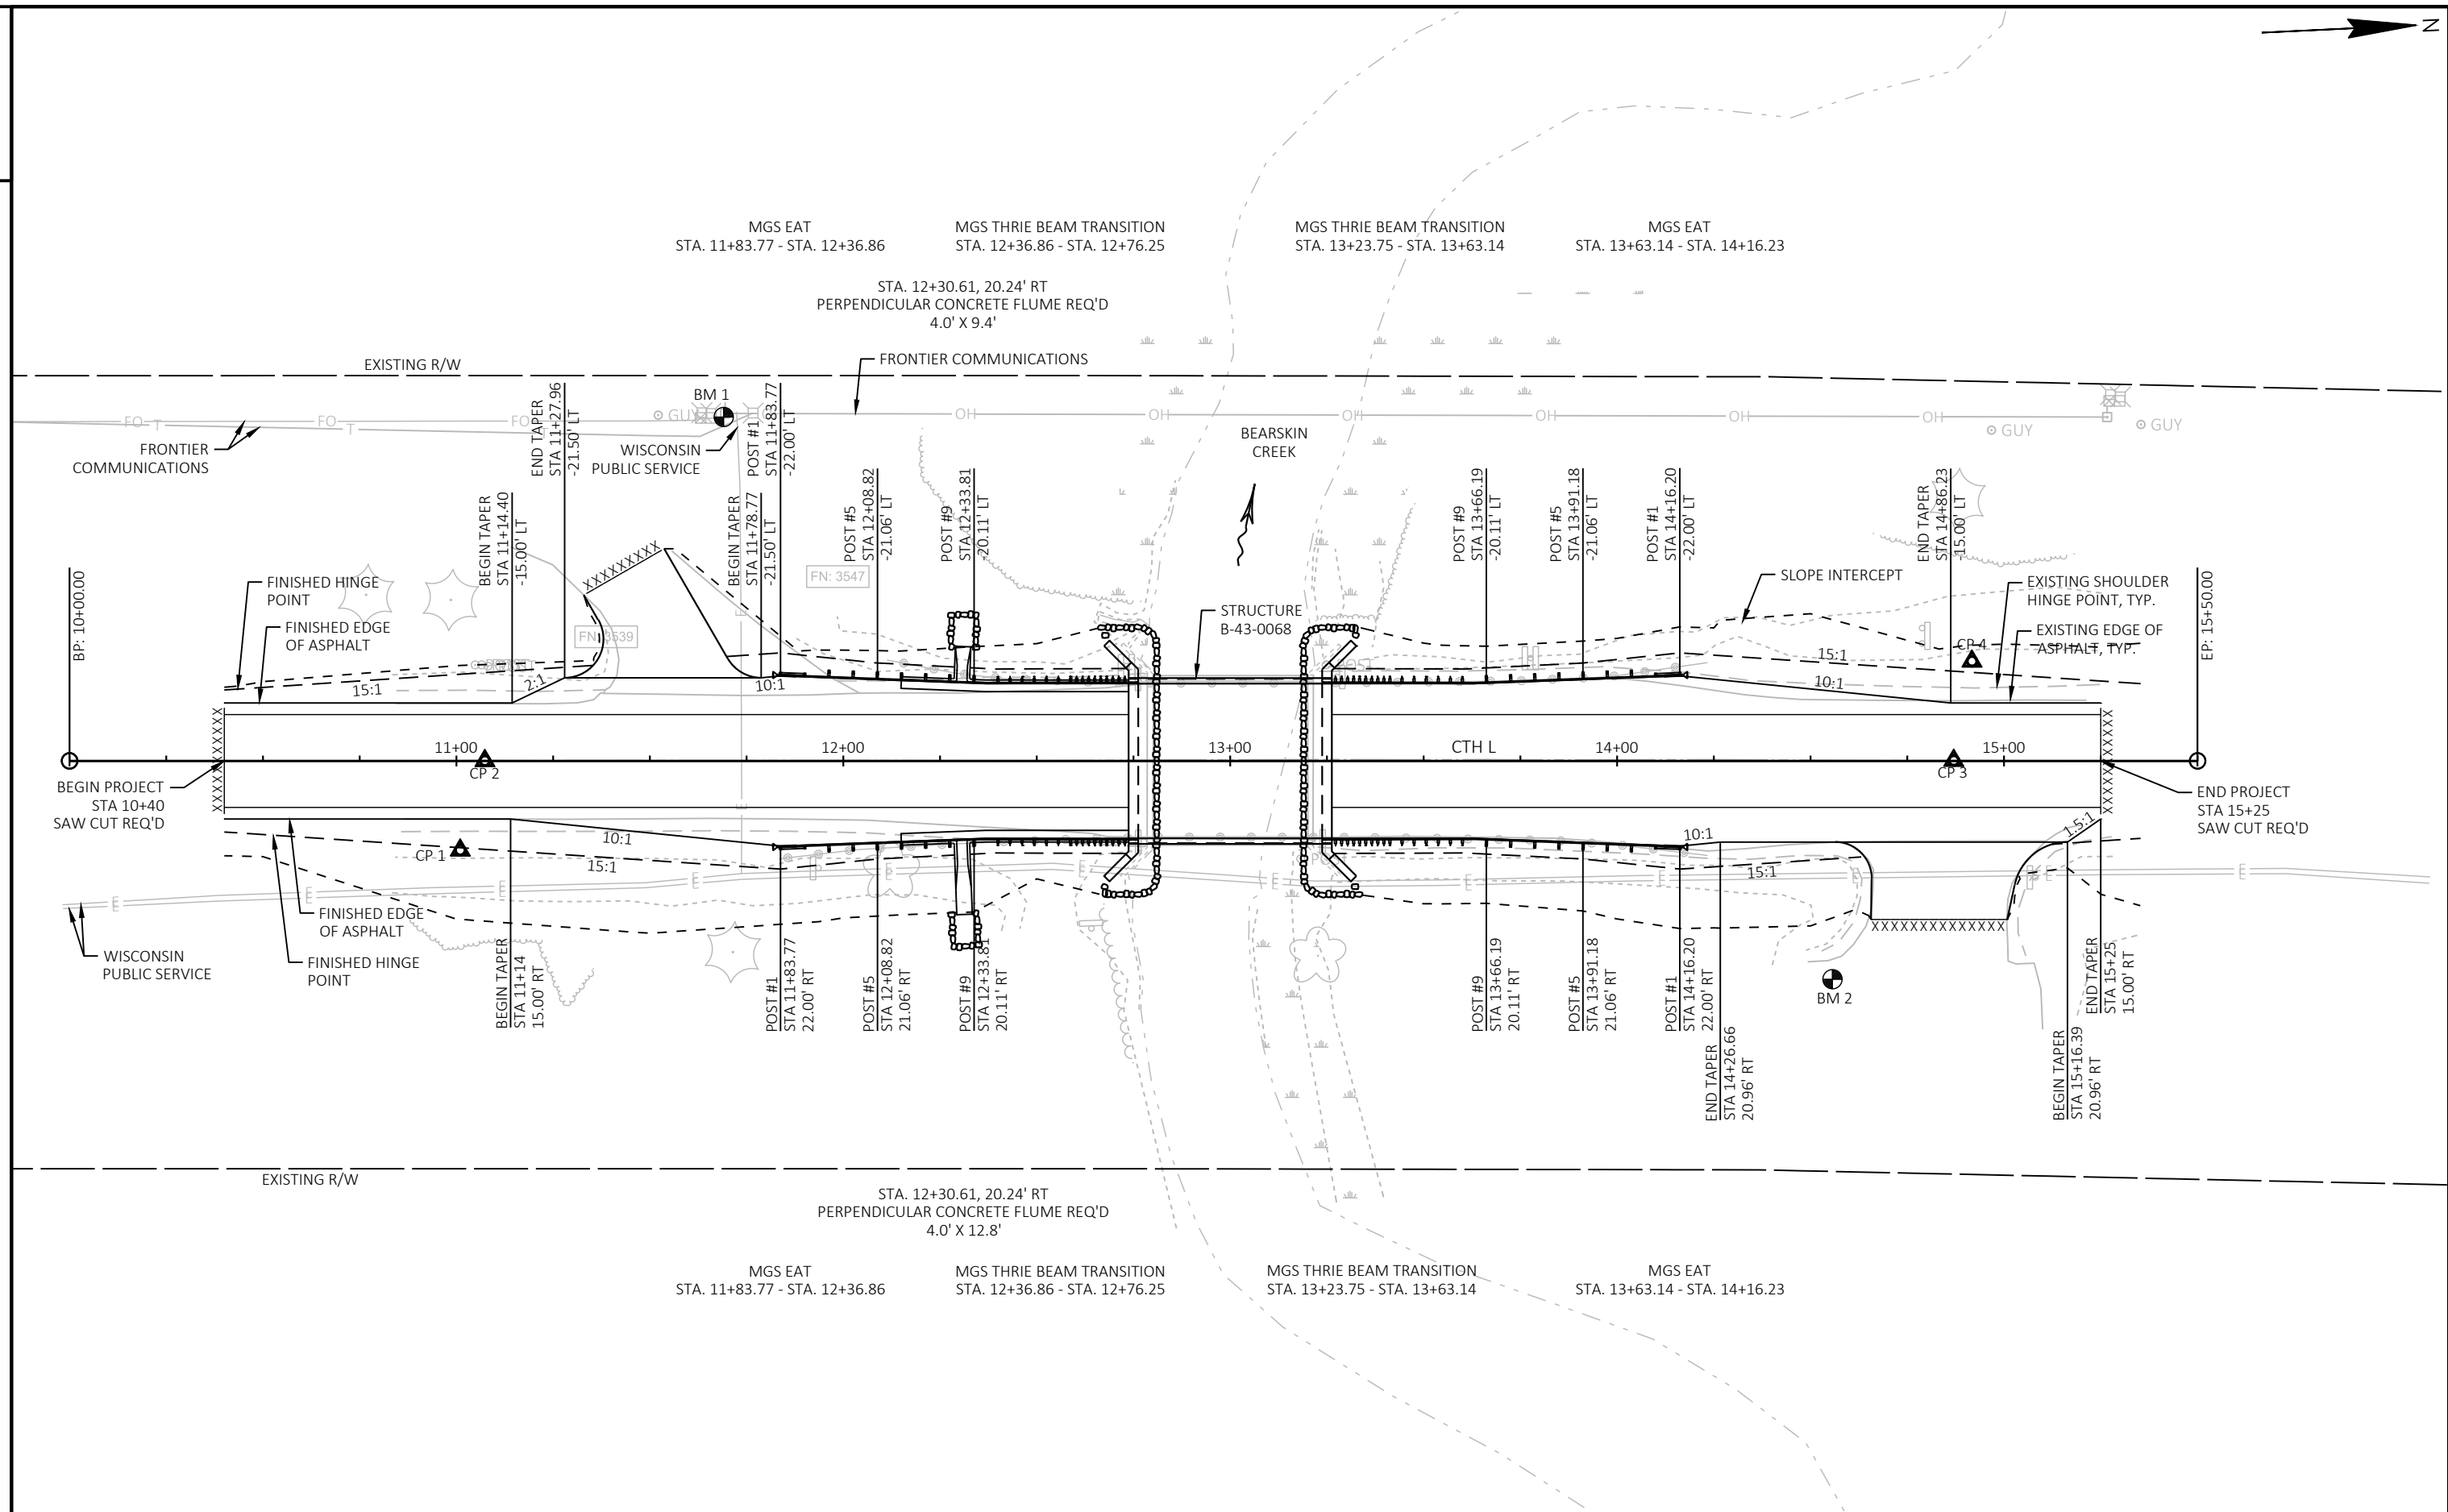 N
MGS EAT
STA. 11+83.77 - STA. 12+36.86
MGS THRIE BEAM TRANSITION
STA. 12+36.86 - STA. 12+76.25
MGS THRIE BEAM TRANSITION
STA. 13+23.75 - STA. 13+63.14
MGS EAT
STA. 13+63.14 - STA. 14+16.23
STA. 12+30.61, 20.24' RT
PERPENDICULAR CONCRETE FLUME REQ'D
4.0' X 9.4'
FRONTIER COMMUNICATIONS
EXISTING R/W
BM 1
FO
T
FO
T
FO
GUY
OH
OH
OH
OH
OH
OH
GUY
GUY
FRONTIER
COMMUNICATIONS
WISCONSIN
PUBLIC SERVICE
BEARSKIN
CREEK
END TAPER
STA 11+27.96
-21.50' LT
POST #1
STA 11+83.77
-22.00' LT
BEGIN TAPER
STA 11+14.40
-15.00' LT
BEGIN TAPER
STA 11+78.77
-21.50' LT
POST #5
STA 12+08.82
-21.06' LT
POST #9
STA 12+33.81
-20.11' LT
POST #9
STA 13+66.19
-20.11' LT
POST #5
STA 13+91.18
-21.06' LT
POST #1
STA 14+16.20
-22.00' LT
END TAPER
STA 14+86.23
-15.00' LT
BP: 10+00.00
EP: 15+50.00
FINISHED HINGE
POINT
FINISHED EDGE
OF ASPHALT
FN: 3547
FN: 3539
STRUCTURE
B-43-0068
SLOPE INTERCEPT
EXISTING SHOULDER
HINGE POINT, TYP.
EXISTING EDGE OF
ASPHALT, TYP.
CP 4
15:1
2:1
10:1
15:1
10:1
XXXXXXXXX
11+00
12+00
13+00
CTH L
14+00
15+00
CP 2
CP 3
BEGIN PROJECT
STA 10+40
SAW CUT REQ'D
END PROJECT
STA 15+25
SAW CUT REQ'D
CP 1
10:1
15:1
10:1
15:1
1.5:1
E
E
E
E
E
E
E
E
E
E
E
E
XXXXXXXXXXXXXX
FINISHED EDGE
OF ASPHALT
FINISHED HINGE
POINT
WISCONSIN
PUBLIC SERVICE
BEGIN TAPER
STA 11+14
15.00' RT
POST #1
STA 11+83.77
22.00' RT
POST #5
STA 12+08.82
21.06' RT
POST #9
STA 12+33.81
20.11' RT
POST #9
STA 13+66.19
20.11' RT
POST #5
STA 13+91.18
21.06' RT
POST #1
STA 14+16.20
22.00' RT
END TAPER
STA 14+26.66
20.96' RT
BM 2
BEGIN TAPER
STA 15+16.39
20.96' RT
END TAPER
STA 15+25
15.00' RT
EXISTING R/W
STA. 12+30.61, 20.24' RT
PERPENDICULAR CONCRETE FLUME REQ'D
4.0' X 12.8'
MGS EAT
STA. 11+83.77 - STA. 12+36.86
MGS THRIE BEAM TRANSITION
STA. 12+36.86 - STA. 12+76.25
MGS THRIE BEAM TRANSITION
STA. 13+23.75 - STA. 13+63.14
MGS EAT
STA. 13+63.14 - STA. 14+16.23